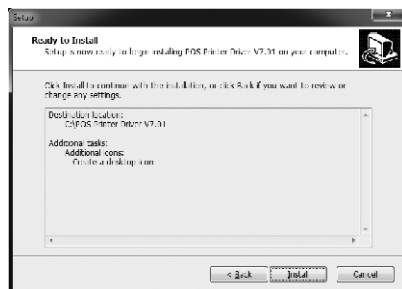 Setup
Ready to Install
Setup is now ready to begin installing POS Printer Driver V7.01 on your computer.
Click Install to continue with the installation, or click Back if you want to review or
change any settings.
Destination location:
C:\POS Printer Driver V7.01
Additional tasks:
Additional icons:
Create a desktop icon
< Back
Install
Cancel